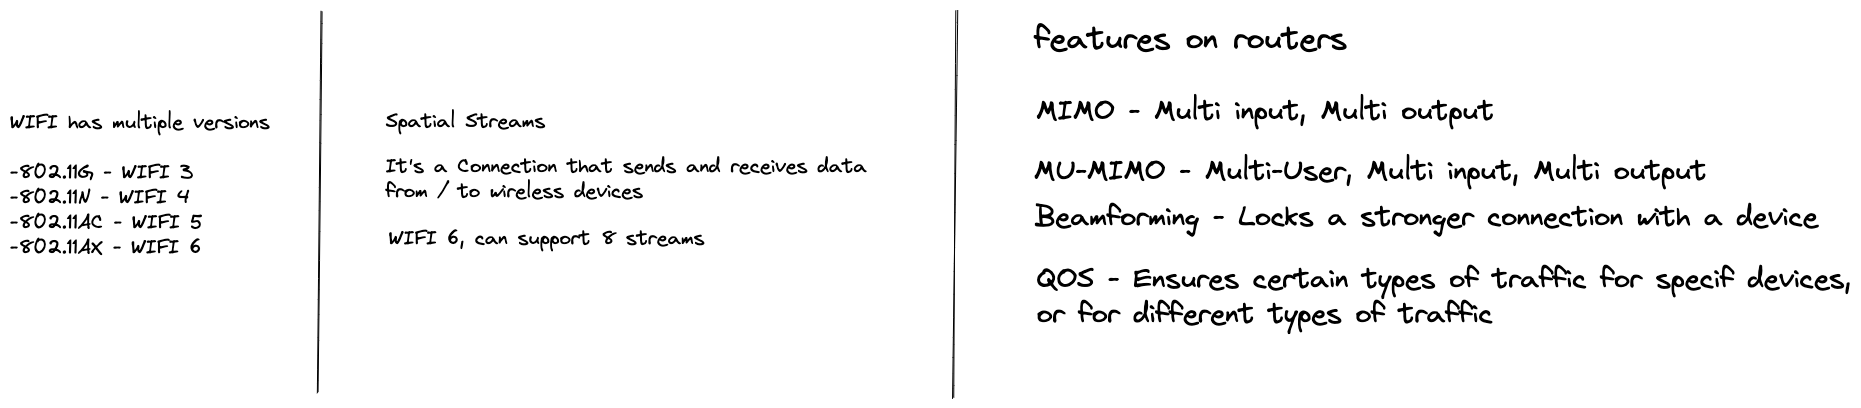 WIFI has multiple versions
-802.11G - WIFI 3
-802.11N - WIFI 4
-802.11AC - WIFI 5
-802.11AX - WIFI 6
Spatial Streams
It's a Connection that sends and receives data
from / to wireless devices
WIFI 6, can support 8 streams
features on routers
MIMO - Multi input, Multi output
MU-MIMO - Multi-User, Multi input, Multi output
Beamforming - Locks a stronger connection with a device
QOS - Ensures certain types of traffic for specif devices,
or for different types of traffic